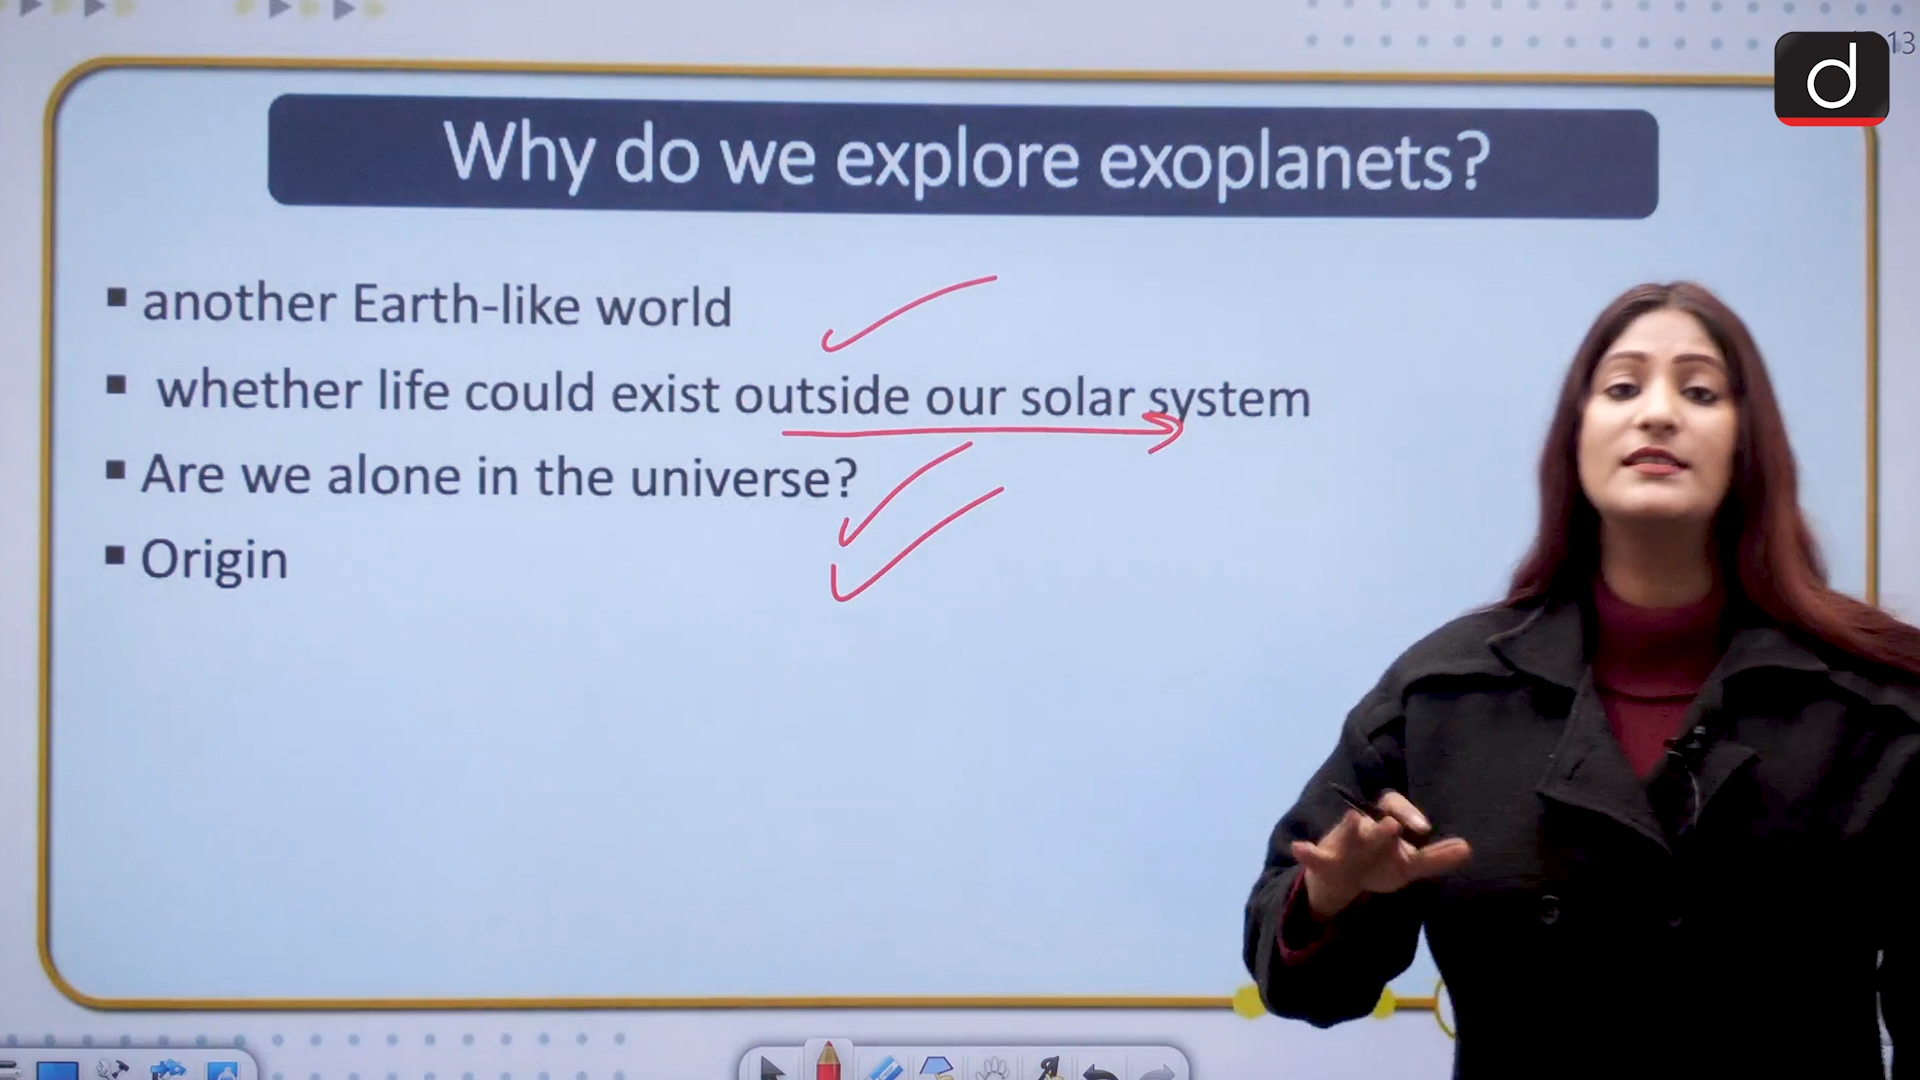 13
d
Why do we explore exoplanets?
▪ another Earth-like world
▪ whether life could exist outside our solar system
▪ Are we alone in the universe?
▪ Origin